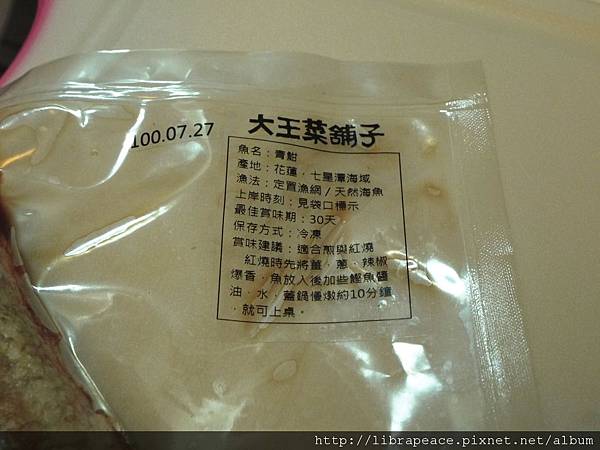 大王菜舖子
100.07.27
魚名：青魽
產地：花蓮．七星潭海域
漁法：定置漁網/天然海魚
上岸時刻：見袋口標示
最佳賞味期：30天
保存方式：冷凍
賞味建議：適合煎與紅燒
紅燒時先將薑．蔥．辣椒
爆香．魚放入後加些鰹魚醬
油．水．蓋鍋慢燉約10分鐘
．就可上桌。
http://librapeace.pixnet.net/album